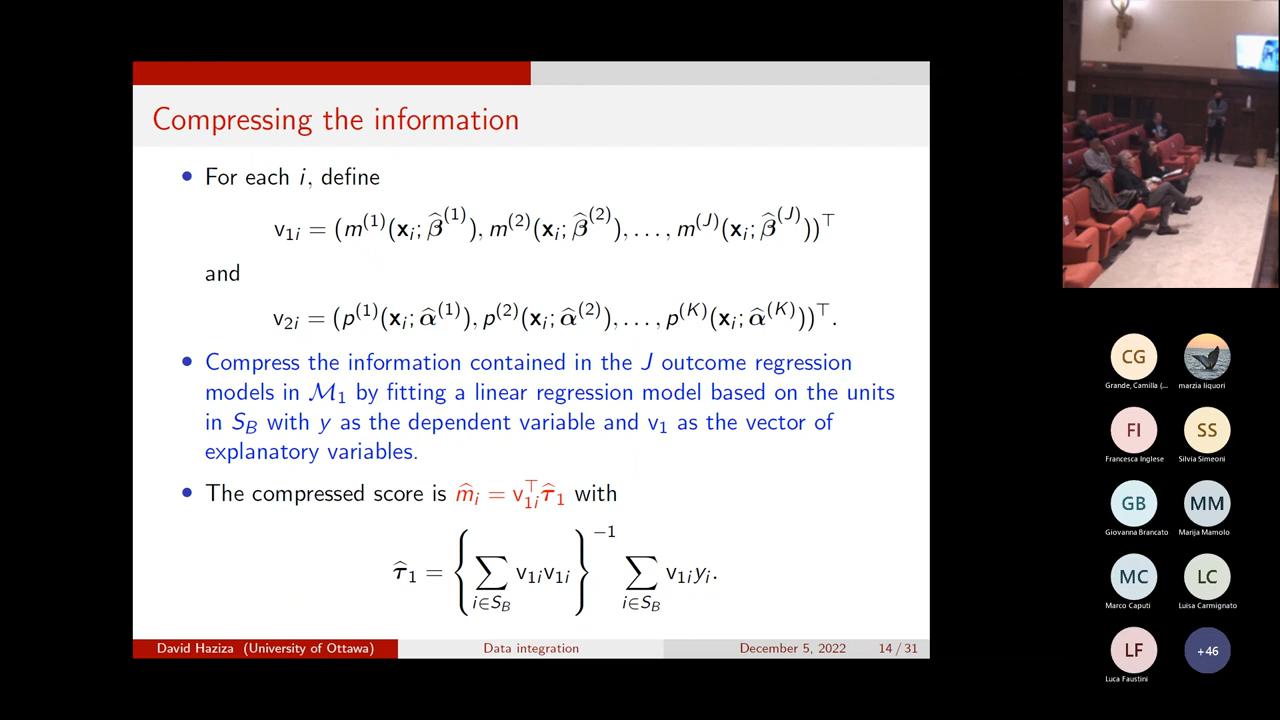 Compressing the information
• For each i, define
v₁ᵢ = (m⁽¹⁾(xᵢ; β̂⁽¹⁾), m⁽²⁾(xᵢ; β̂⁽²⁾), . . . , m⁽ᴶ⁾(xᵢ; β̂⁽ᴶ⁾))⊤
and
v₂ᵢ = (p⁽¹⁾(xᵢ; α̂⁽¹⁾), p⁽²⁾(xᵢ; α̂⁽²⁾), . . . , p⁽ᴷ⁾(xᵢ; α̂⁽ᴷ⁾))⊤.
• Compress the information contained in the J outcome regression
models in ℳ₁ by fitting a linear regression model based on the units
in S_B with y as the dependent variable and v₁ as the vector of
explanatory variables.
• The compressed score is m̂ᵢ = v₁ᵢ⊤τ̂₁ with
τ̂₁ = { ∑_{i∈S_B} v₁ᵢv₁ᵢ }⁻¹ ∑_{i∈S_B} v₁ᵢyᵢ.
David Haziza (University of Ottawa) Data integration December 5, 2022 14 / 31
CG
Grande, Camilla (...
marzia liquori
FI SS
Francesca Inglese Silvia Simeoni
GB MM
Giovanna Brancato Marija Mamolo
MC LC
Marco Caputi Luisa Carmignato
LF +46
Luca Faustini